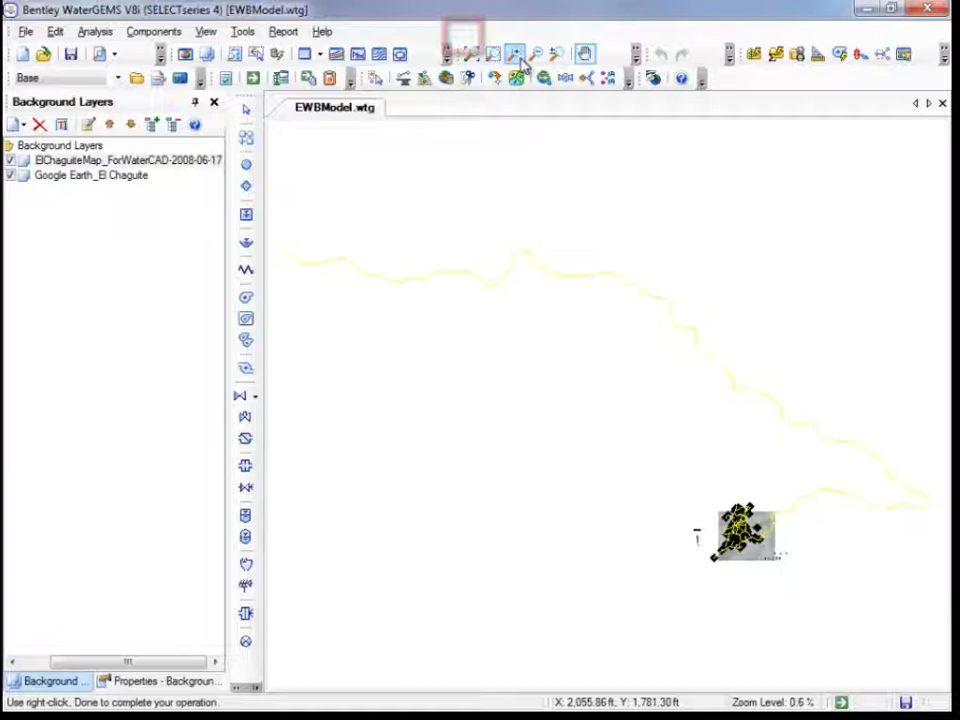 Bentley WaterGEMS V8i (SELECTseries 4) [EWBModel.wtg]
File Edit Analysis Components View Tools Report Help
Base
Background Layers
EWBModel.wtg
Background Layers
ElChaguiteMap_ForWaterCAD-2008-06-17
Google Earth_El Chaguite
Background ... Properties - Backgroun...
Use right-click, Done to complete your operation. X: 2,055.86 ft, Y: 1,781.30 ft Zoom Level: 0.6 %